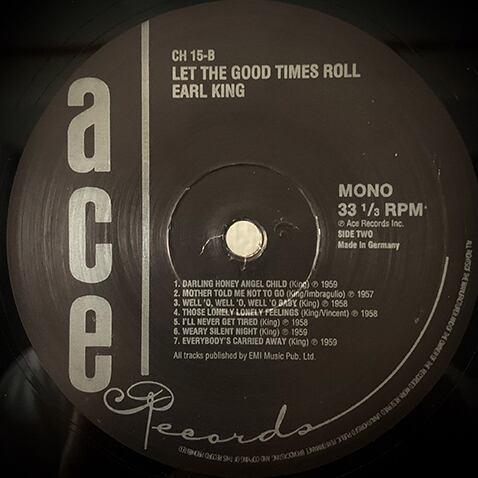 CH 15-B
LET THE GOOD TIMES ROLL
EARL KING
ace
Records
MONO
33 1/3 RPM
℗ Ace Records Inc.
SIDE TWO
Made in Germany
1. DARLING HONEY ANGEL CHILD (King) ℗ 1959
2. MOTHER TOLD ME NOT TO GO (King/Imbragulio) ℗ 1957
3. WELL 'O, WELL 'O, WELL 'O BABY (King) ℗ 1958
4. THOSE LONELY LONELY FEELINGS (King/Vincent) ℗ 1958
5. I'LL NEVER GET TIRED (King) ℗ 1958
6. WEARY SILENT NIGHT (King) ℗ 1959
7. EVERYBODY'S CARRIED AWAY (King) ℗ 1959
All tracks published by EMI Music Pub. Ltd.